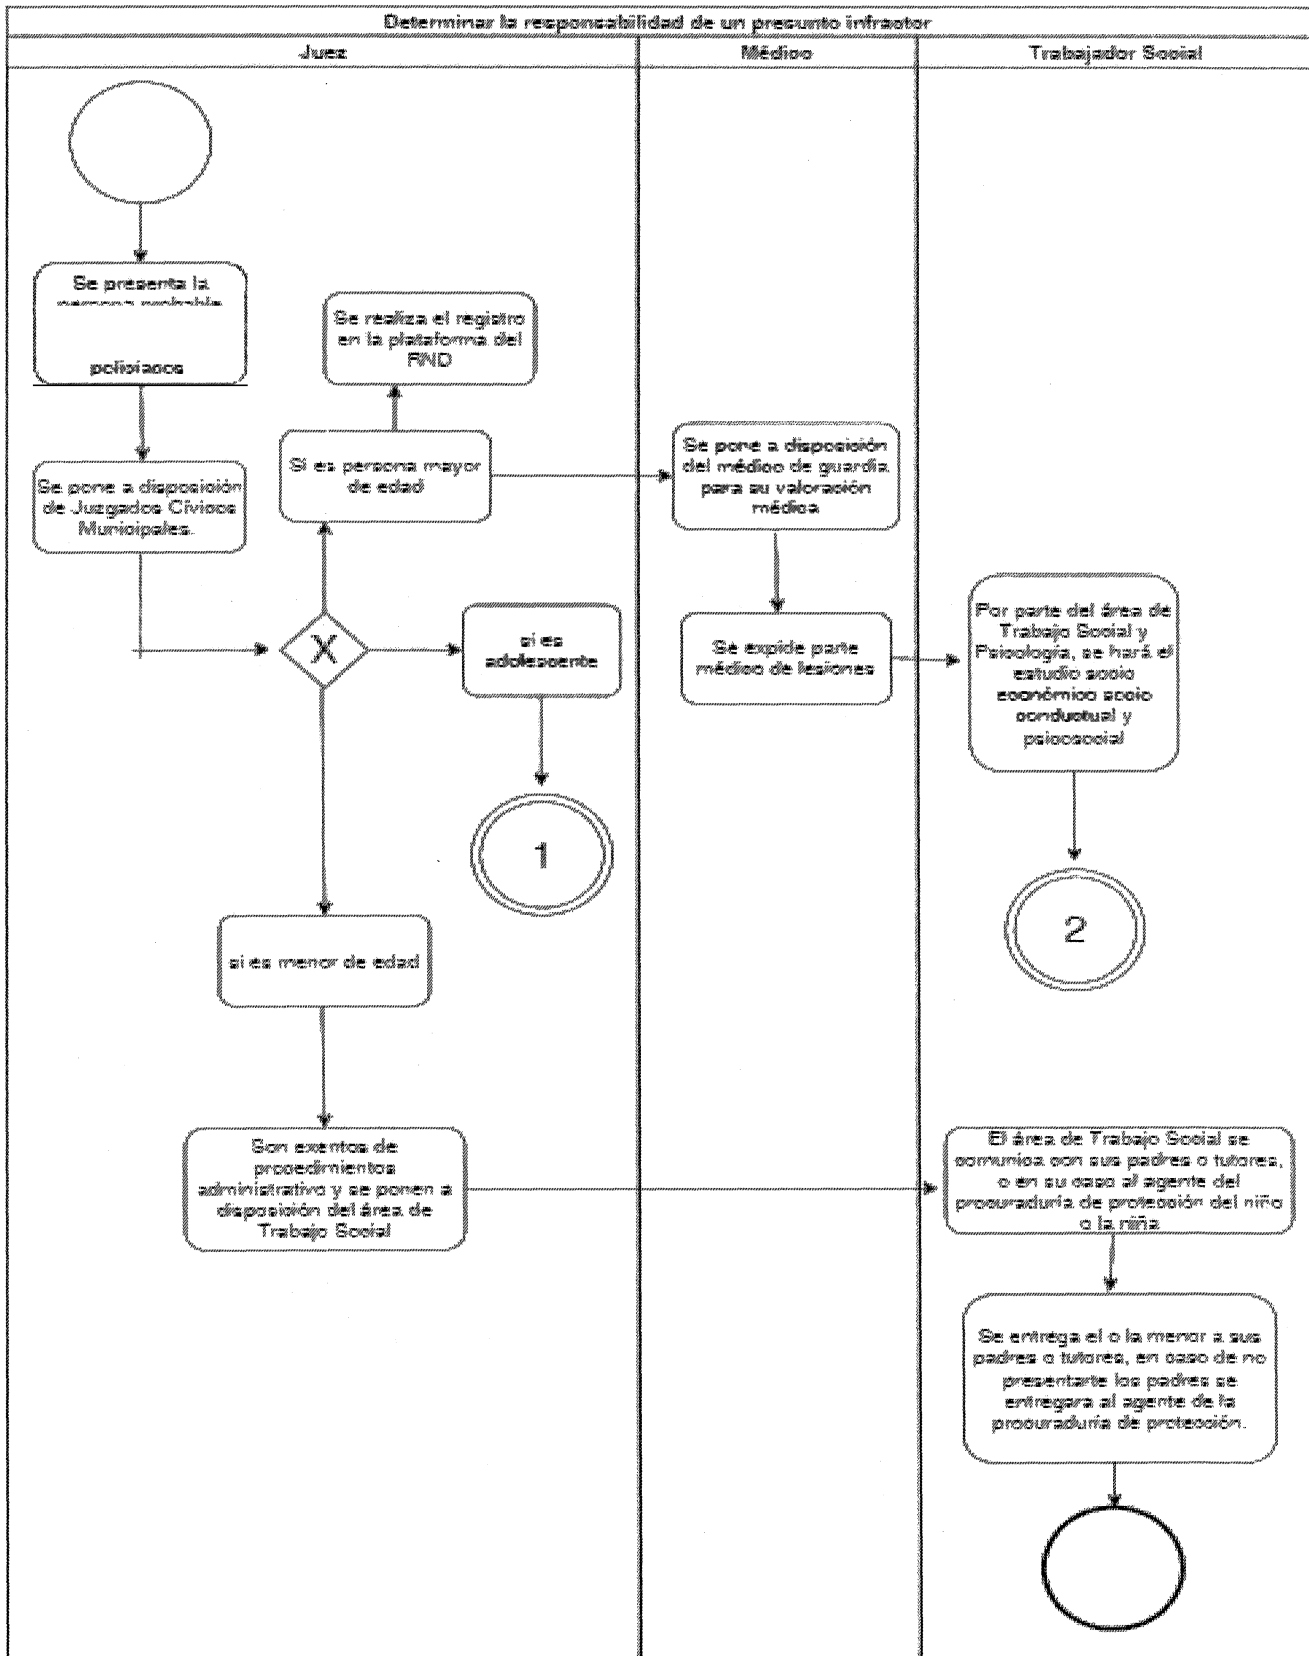 Determinar la responsabilidad de un presunto infractor
Juez
Médico
Trabajador Social
Se presenta la
persona probable
policiacos
Se pone a disposición
de Juzgados Cívicos
Municipales.
Se realiza el registro
en la plataforma del
RND
Si es persona mayor
de edad
X
si es
adolescente
1
si es menor de edad
Son exentos de
procedimientos
administrativo y se ponen a
disposición del área de
Trabajo Social
Se pone a disposición
del médico de guardia
para su valoración
médica
Se expide parte
médico de lesiones
Por parte del área de
Trabajo Social y
Psicología, se hará el
estudio socio
económico socio
conductual y
psicosocial
2
El área de Trabajo Social se
comunica con sus padres o tutores,
o en su caso al agente del
procuraduría de protección del niño
o la niña
Se entrega el o la menor a sus
padres o tutores, en caso de no
presentarte los padres se
entregara al agente de la
procuraduría de protección.